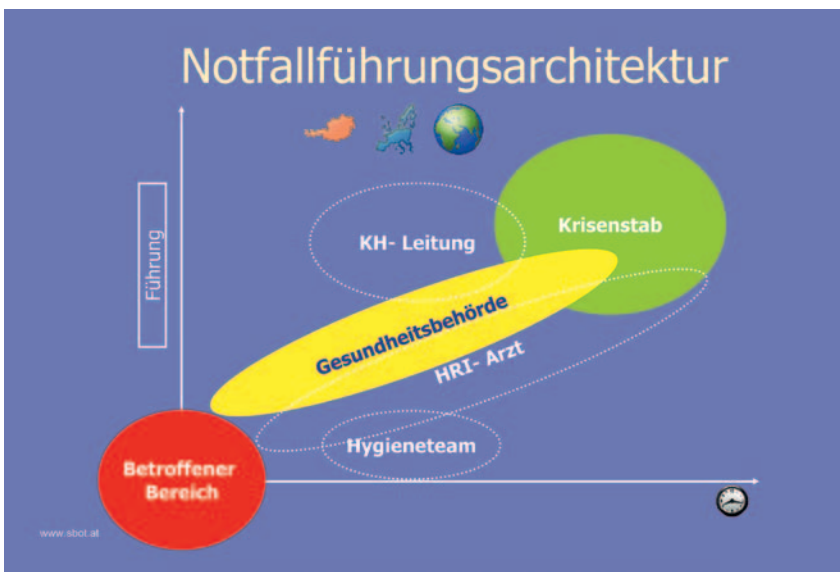 Notfallführungsarchitektur
Führung
KH- Leitung
Krisenstab
Gesundheitsbehörde
HRI- Arzt
Hygieneteam
Betroffener
Bereich
www.sbot.at